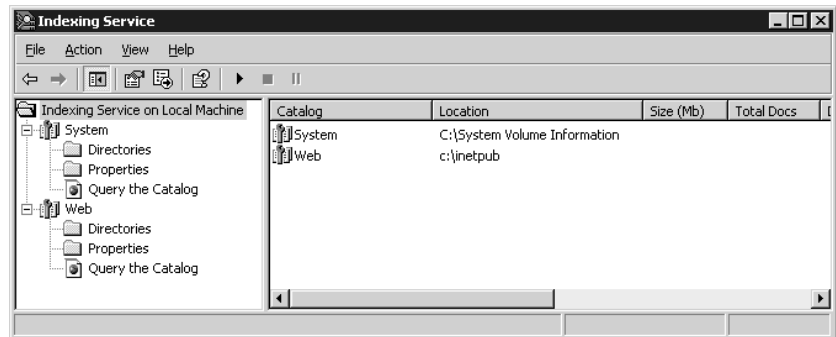 Indexing Service
File Action View Help
Indexing Service on Local Machine
System
Directories
Properties
Query the Catalog
Web
Directories
Properties
Query the Catalog
Catalog Location Size (Mb) Total Docs
System C:\System Volume Information
Web c:\inetpub